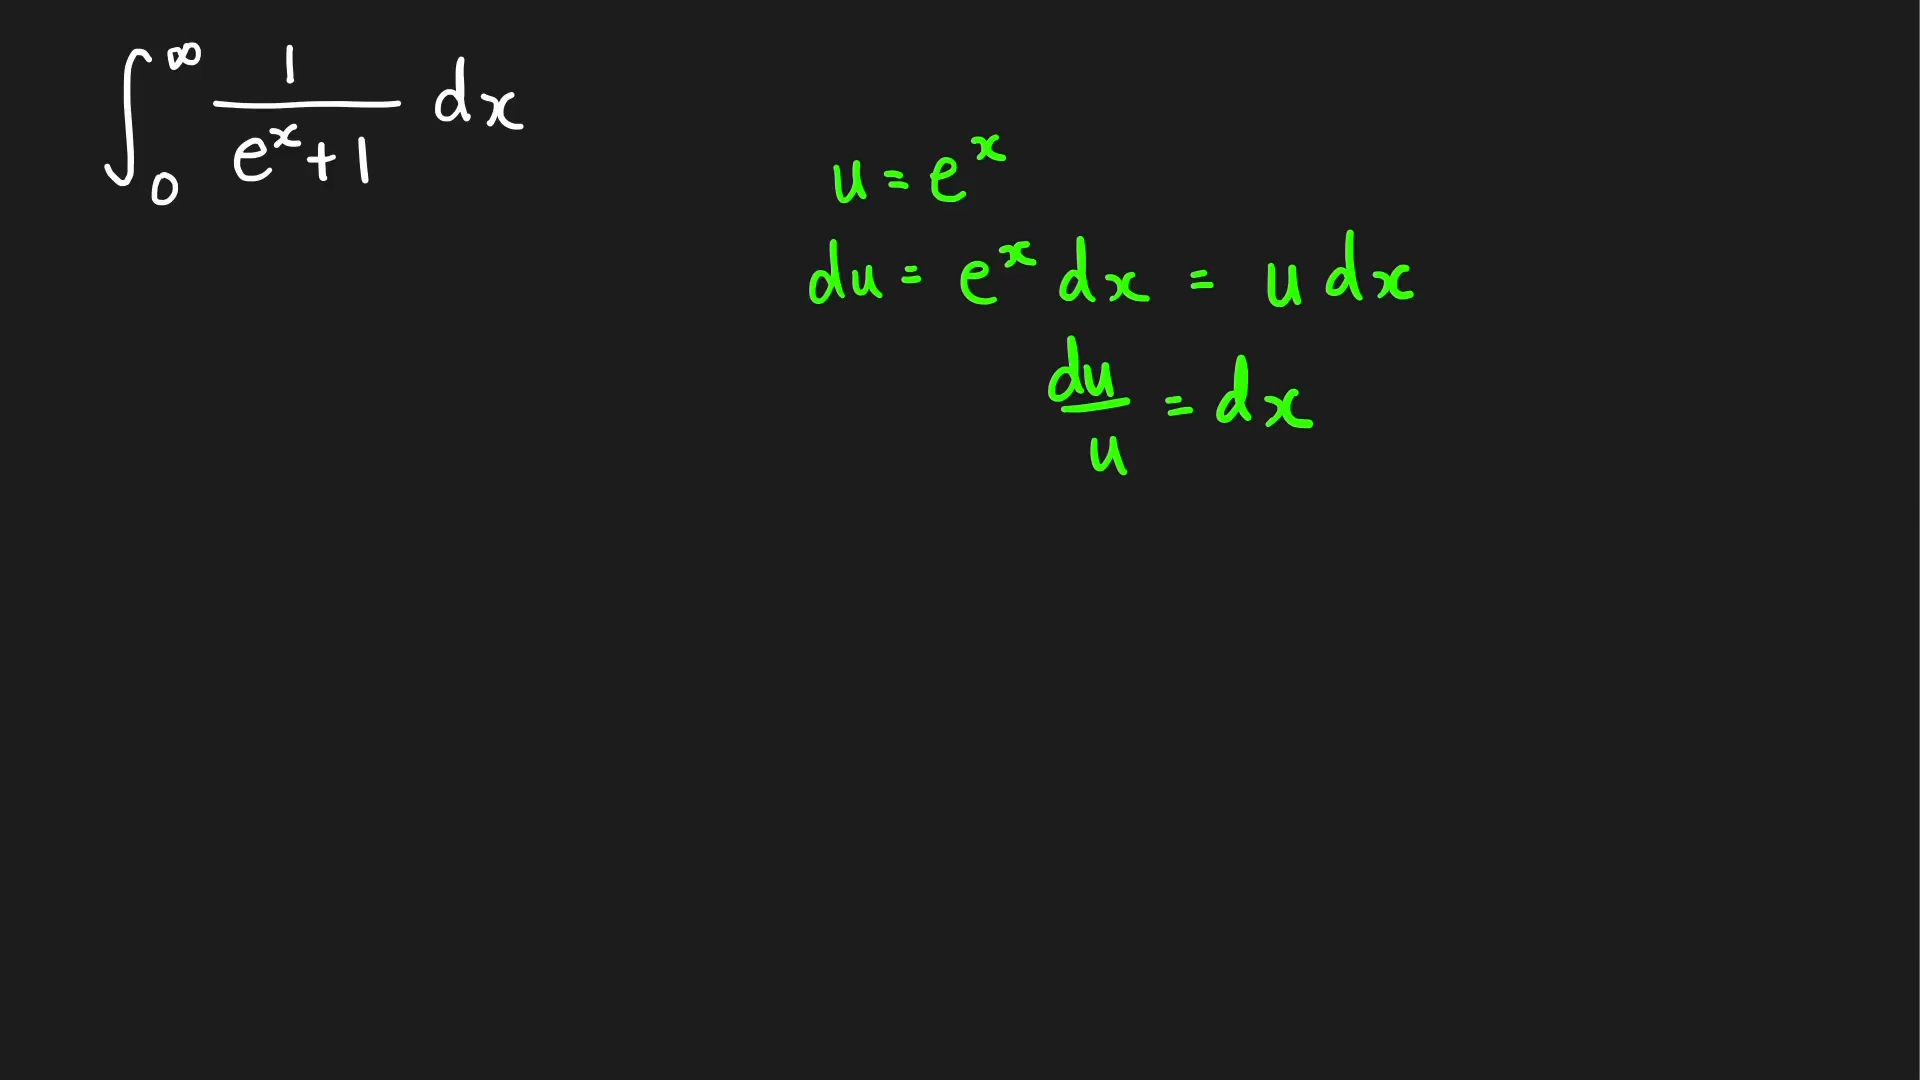 ∫₀^∞ 1/(eˣ+1) dx
u = eˣ
du = eˣ dx = u dx
du/u = dx